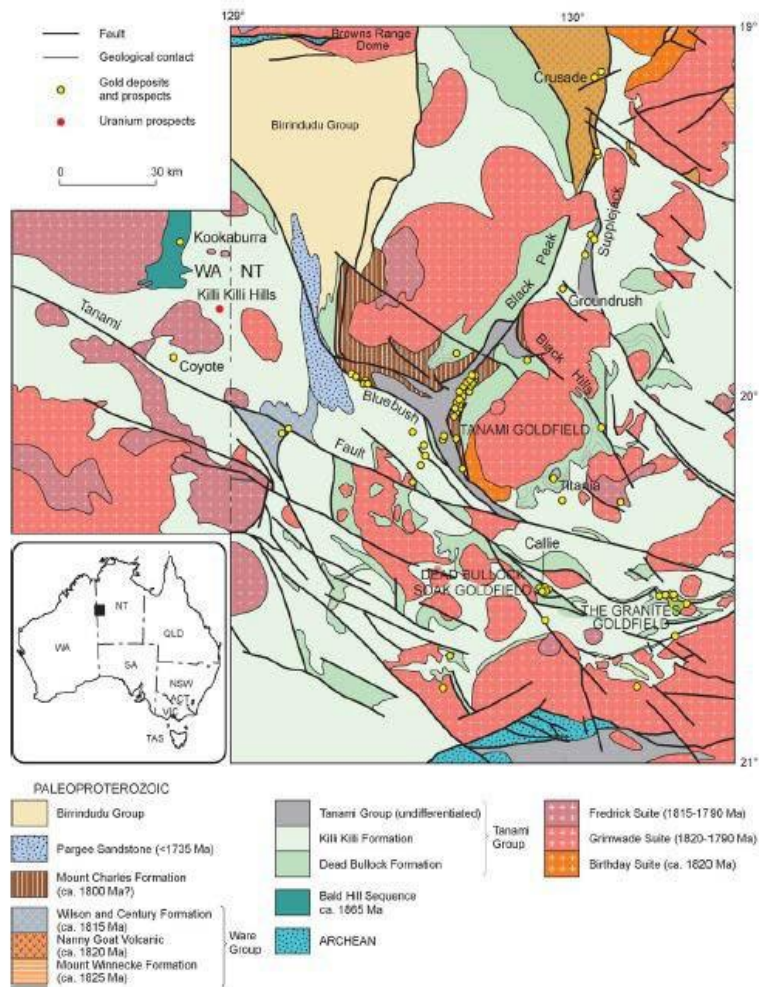 129°
130°
19°
Fault
Geological contact
Gold deposits
and prospects
Uranium prospects
0
30 km
Browns Range
Dome
Crusade
Birrindudu Group
Kookaburra
WA
NT
Killi Killi Hills
Tanami
Coyote
Black
Peak
Supplejack
Groundrush
Black
Hills
Bluebush
20°
TANAMI GOLDFIELD
Fault
Titania
Callie
DEAD BULLOCK
SOAK GOLDFIELD
THE GRANITES
GOLDFIELD
21°
NT
WA
QLD
SA
NSW
ACT
VIC
TAS
PALEOPROTEROZOIC
Birrindudu Group
Pargee Sandstone (<1735 Ma)
Mount Charles Formation
(ca. 1800 Ma?)
Wilson and Century Formation
(ca. 1815 Ma)
Nanny Goat Volcanic
(ca. 1820 Ma)
Mount Winnecke Formation
(ca. 1825 Ma)
Ware
Group
Tanami Group (undifferentiated)
Killi Killi Formation
Dead Bullock Formation
Tanami
Group
Bald Hill Sequence
ca. 1865 Ma
ARCHEAN
Fredrick Suite (1815-1790 Ma)
Grimwade Suite (1820-1790 Ma)
Birthday Suite (ca. 1820 Ma)